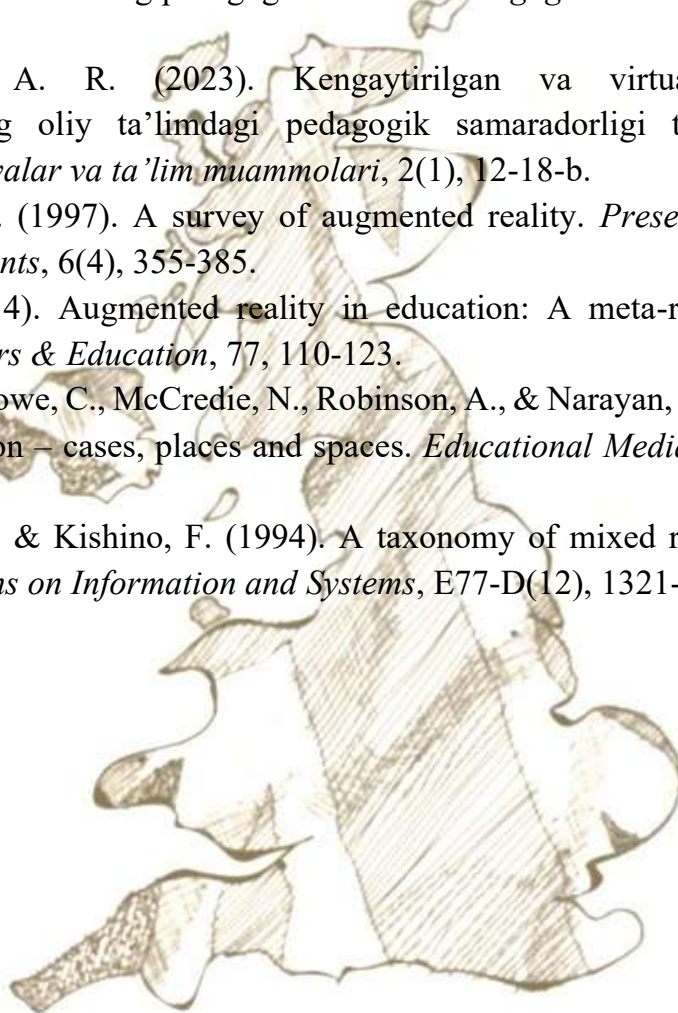 A. R. (2023). Kengaytirilgan va virtua
g oliy ta’limdagi pedagogik samaradorligi t
valar va ta’lim muammolari, 2(1), 12-18-b.
. (1997). A survey of augmented reality. Prese
nts, 6(4), 355-385.
4). Augmented reality in education: A meta-r
rs & Education, 77, 110-123.
owe, C., McCredie, N., Robinson, A., & Narayan,
on – cases, places and spaces. Educational Media
& Kishino, F. (1994). A taxonomy of mixed r
ns on Information and Systems, E77-D(12), 1321-